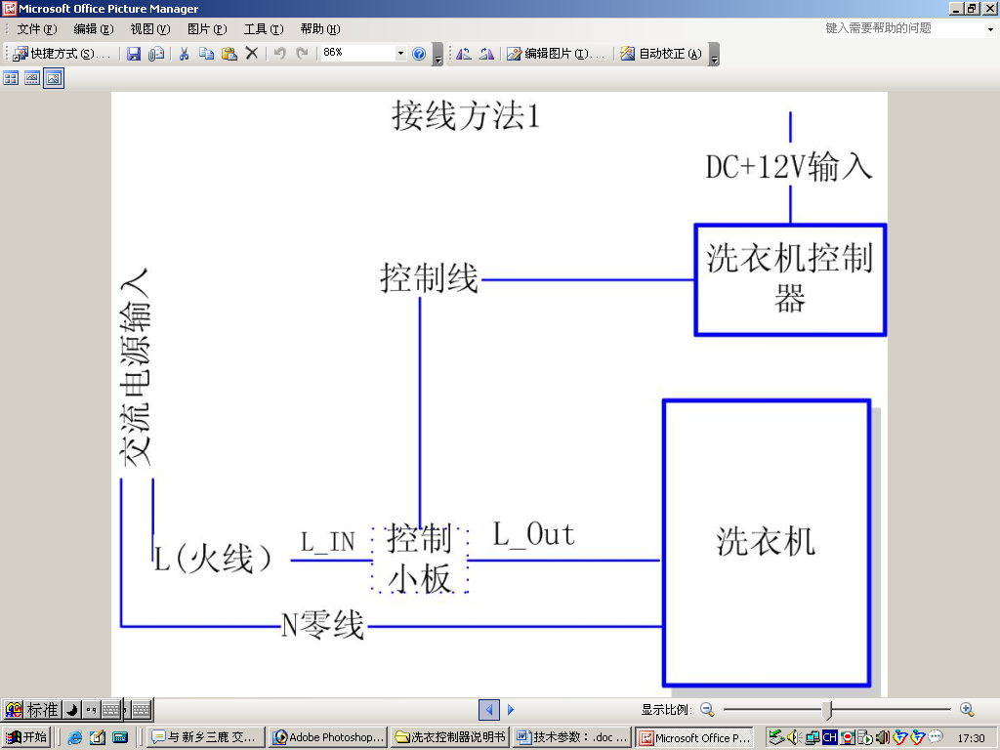 Microsoft Office Picture Manager
文件(F) 编辑(E) 视图(V) 图片(P) 工具(T) 帮助(H) 键入需要帮助的问题
快捷方式(S)... 86% 编辑图片(I)... 自动校正(A)
接线方法1
DC+12V输入
洗衣机控制
器
控制线
交流电源输入
L(火线)
L_IN
控制
小板
L_Out
洗衣机
N零线
标准 显示比例:
开始 与 新乡三鹿 交... Adobe Photoshop... 洗衣控制器说明书 技术参数：.doc ... Microsoft Office P... CH 17:30